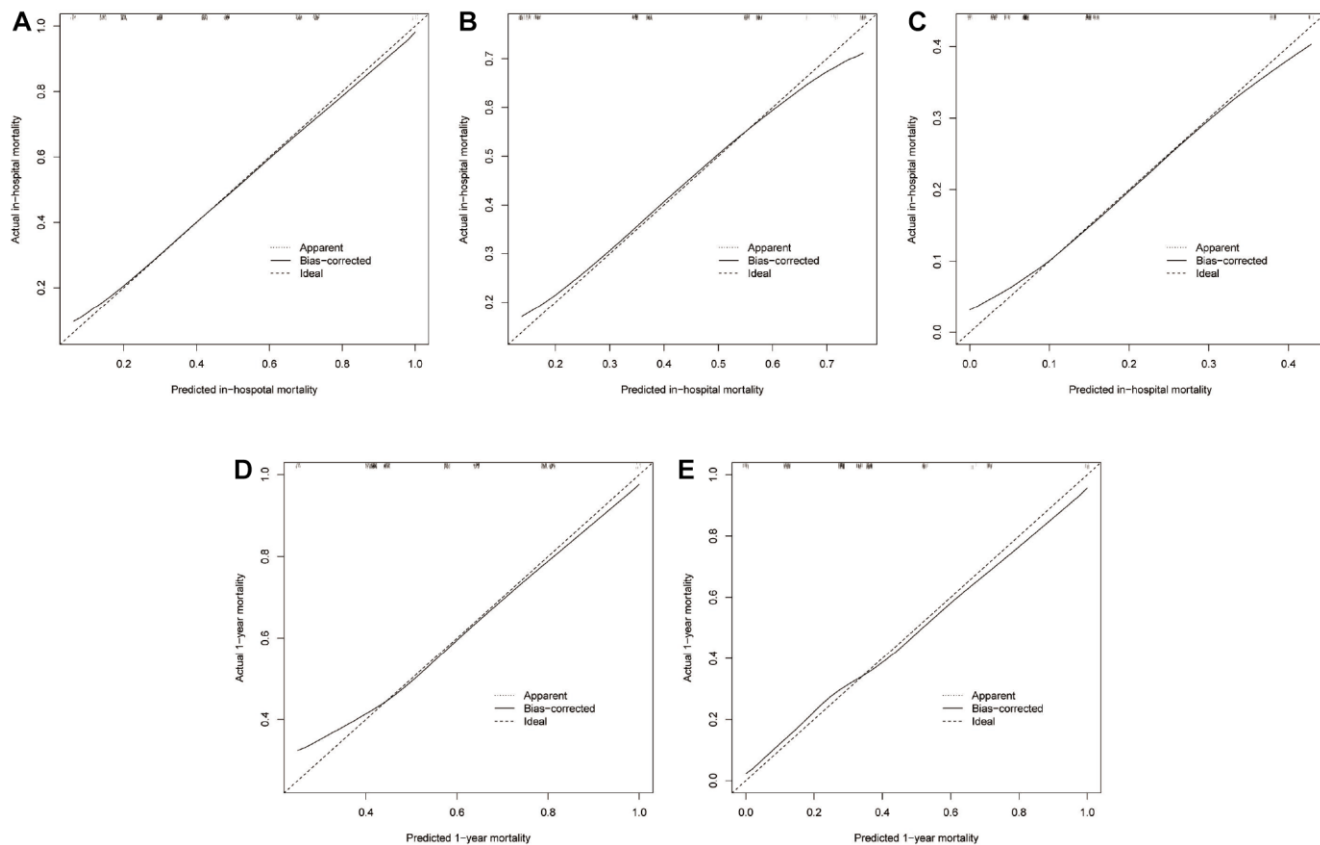 A
1.0
0.8
0.6
0.4
0.2
Actual in-hospital mortality
Apparent
Bias-corrected
Ideal
0.2 0.4 0.6 0.8 1.0
Predicted in-hospotal mortality
B
0.7
0.6
0.5
0.4
0.3
0.2
Actual in-hospital mortality
Apparent
Bias-corrected
Ideal
0.2 0.3 0.4 0.5 0.6 0.7
Predicted in-hospital mortality
C
0.4
0.3
0.2
0.1
0.0
Actual in-hospital mortality
Apparent
Bias-corrected
Ideal
0.0 0.1 0.2 0.3 0.4
Predicted in-hospital mortality
D
1.0
0.8
0.6
0.4
Actual 1-year mortality
Apparent
Bias-corrected
Ideal
0.4 0.6 0.8 1.0
Predicted 1-year mortality
E
1.0
0.8
0.6
0.4
0.2
0.0
Actual 1-year mortality
Apparent
Bias-corrected
Ideal
0.0 0.2 0.4 0.6 0.8 1.0
Predicted 1-year mortality